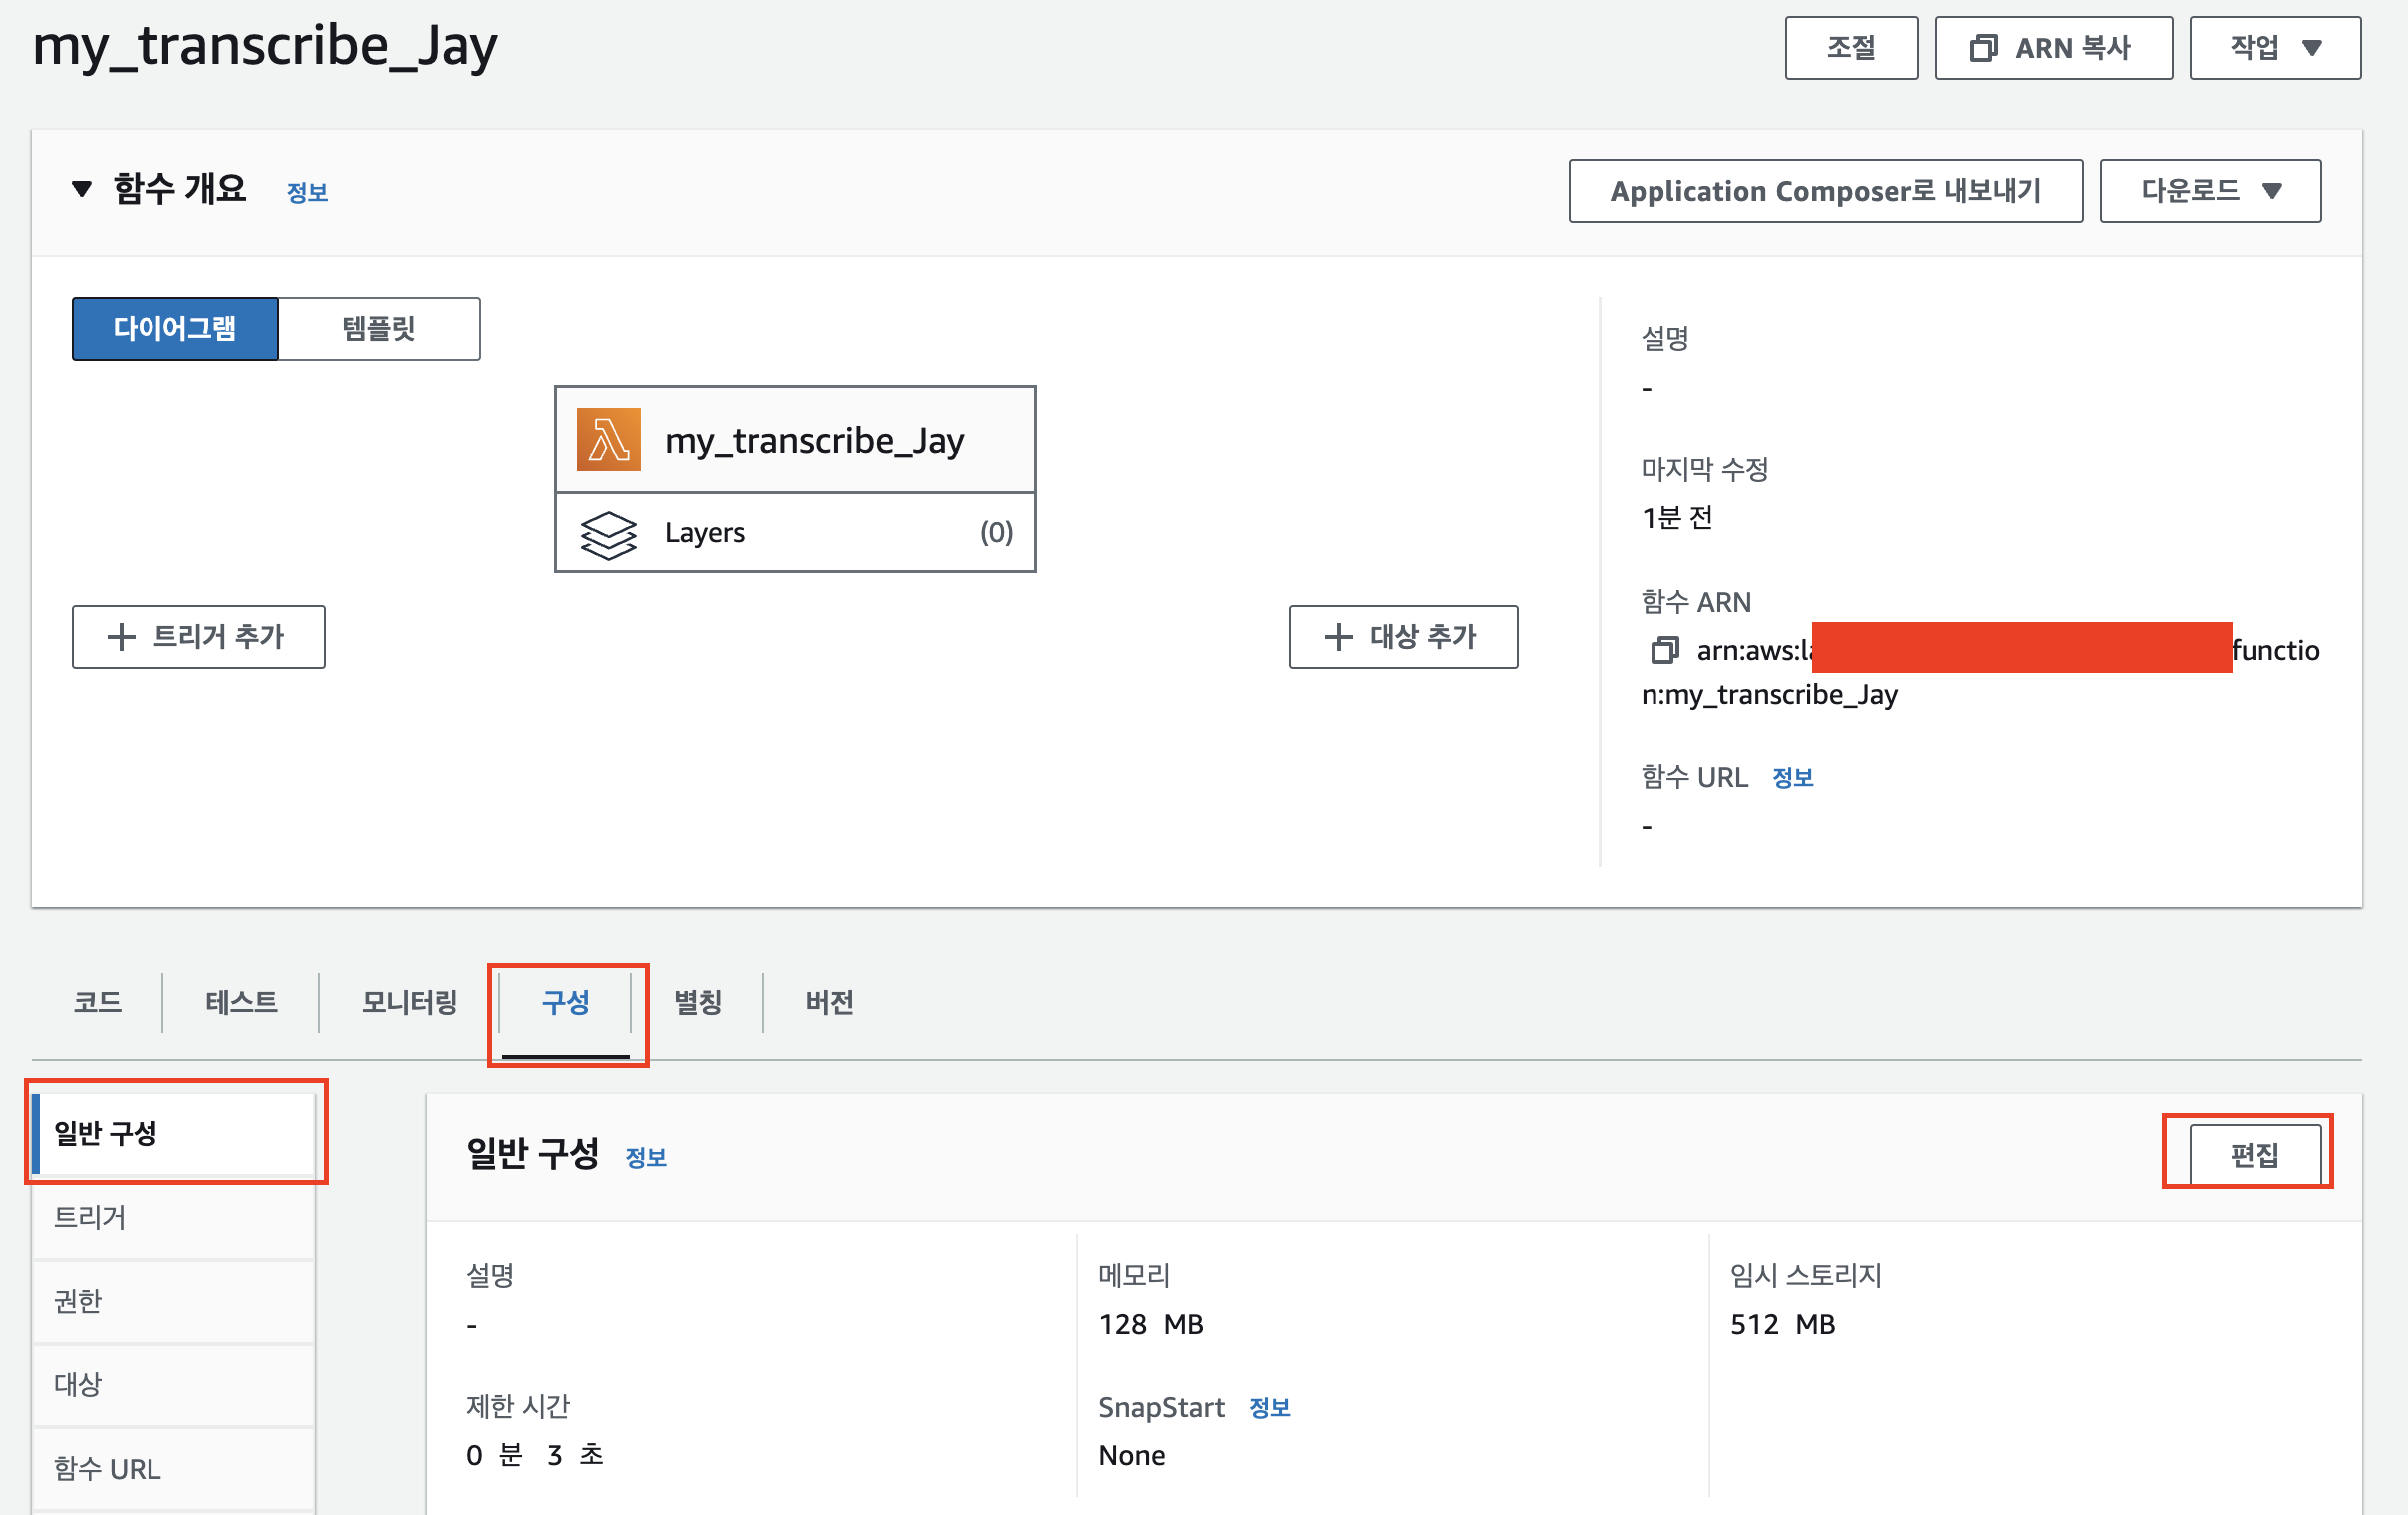 my_transcribe_Jay
조절
ARN 복사
작업
함수 개요 정보
Application Composer로 내보내기
다운로드
다이어그램
템플릿
my_transcribe_Jay
Layers (0)
트리거 추가
대상 추가
설명
-
마지막 수정
1분 전
함수 ARN
arn:aws:la functio
n:my_transcribe_Jay
함수 URL 정보
-
코드
테스트
모니터링
구성
별칭
버전
일반 구성
트리거
권한
대상
함수 URL
일반 구성 정보
편집
설명
-
메모리
128 MB
임시 스토리지
512 MB
제한 시간
0 분 3 초
SnapStart 정보
None